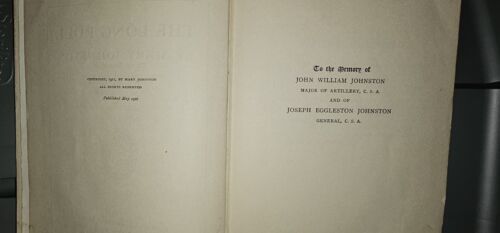 COPYRIGHT, 1911, BY MARY JOHNSTON
ALL RIGHTS RESERVED
Published May 1911
To the Memory of
JOHN WILLIAM JOHNSTON
MAJOR OF ARTILLERY, C. S. A.
AND OF
JOSEPH EGGLESTON JOHNSTON
GENERAL, C. S. A.